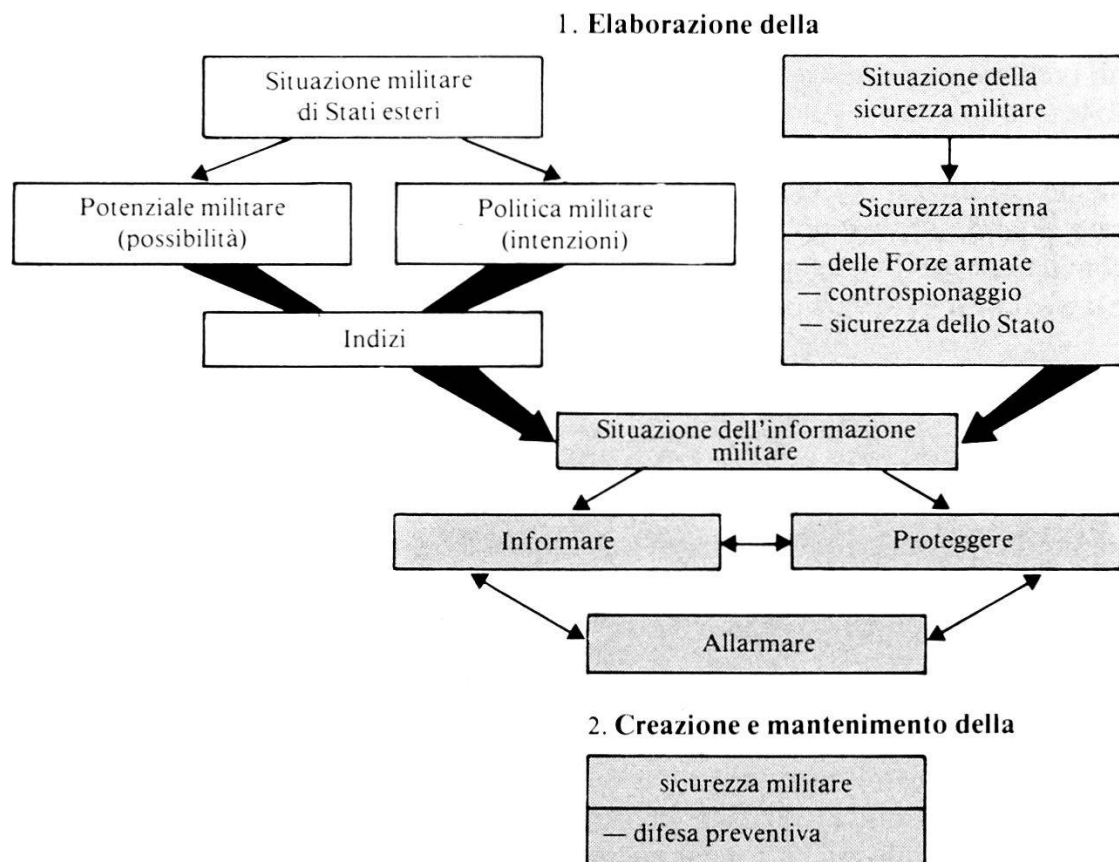 1. Elaborazione della
Situazione militare
di Stati esteri
Situazione della
sicurezza militare
Potenziale militare
(possibilità)
Politica militare
(intenzioni)
Sicurezza interna
— delle Forze armate
— controspionaggio
— sicurezza dello Stato
Indizi
Situazione dell'informazione
militare
Informare
Proteggere
Allarmare
2. Creazione e mantenimento della
sicurezza militare
— difesa preventiva